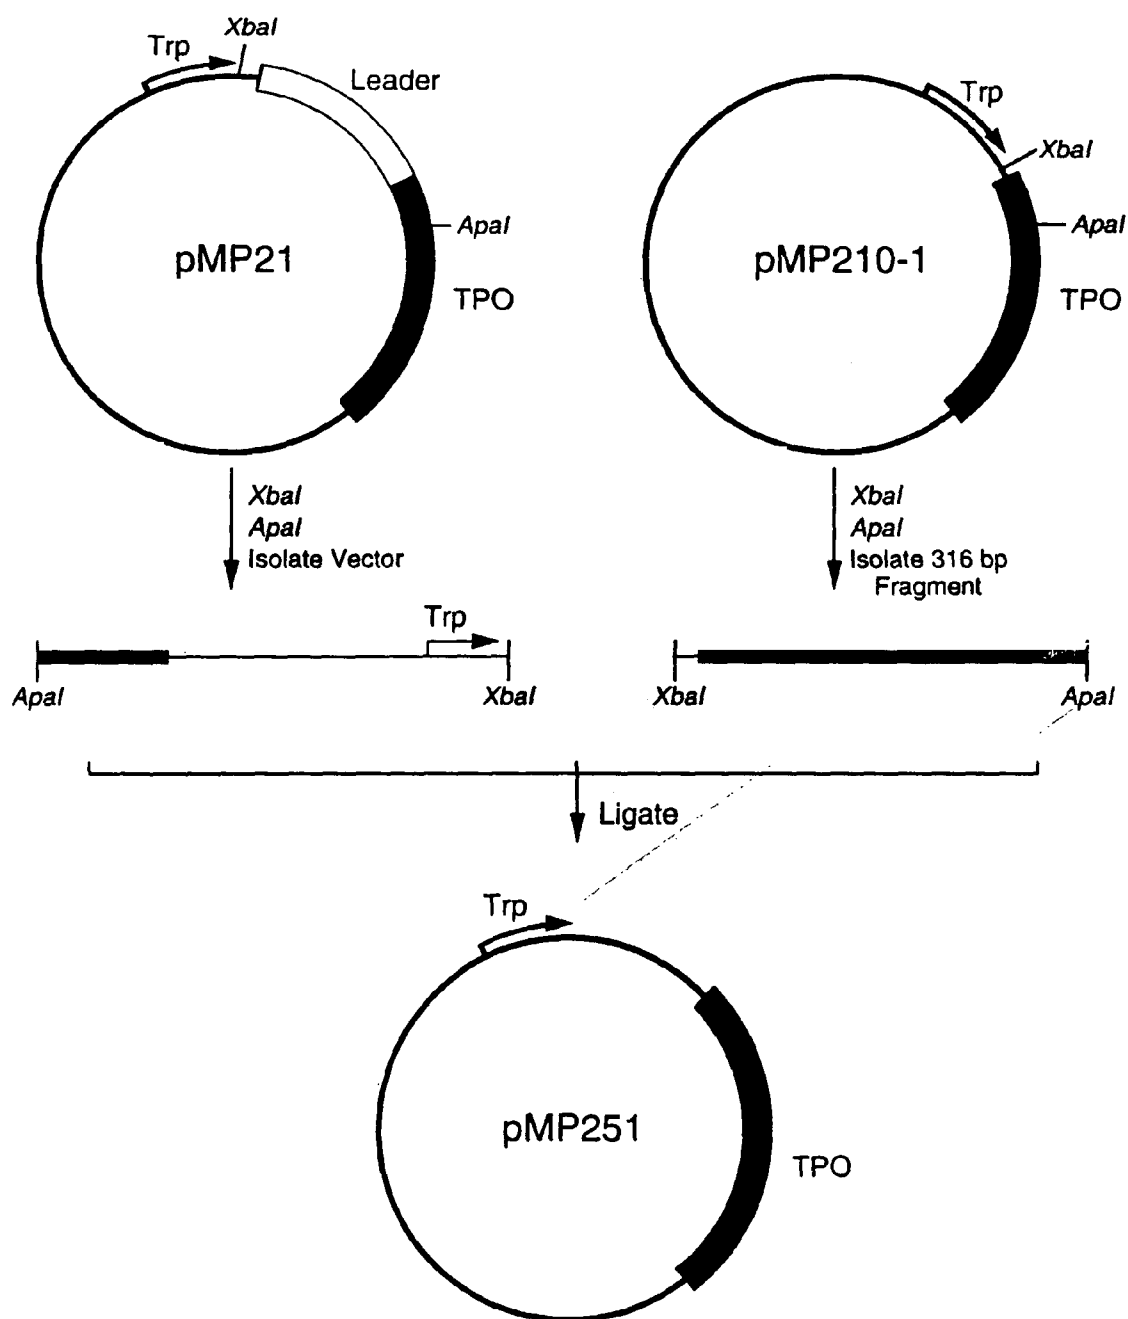 XbaI
Trp
Leader
ApaI
pMP21
TPO
Trp
XbaI
ApaI
pMP210-1
TPO
XbaI
ApaI
Isolate Vector
XbaI
ApaI
Isolate 316 bp
Fragment
Trp
ApaI
XbaI
XbaI
ApaI
Ligate
Trp
pMP251
TPO